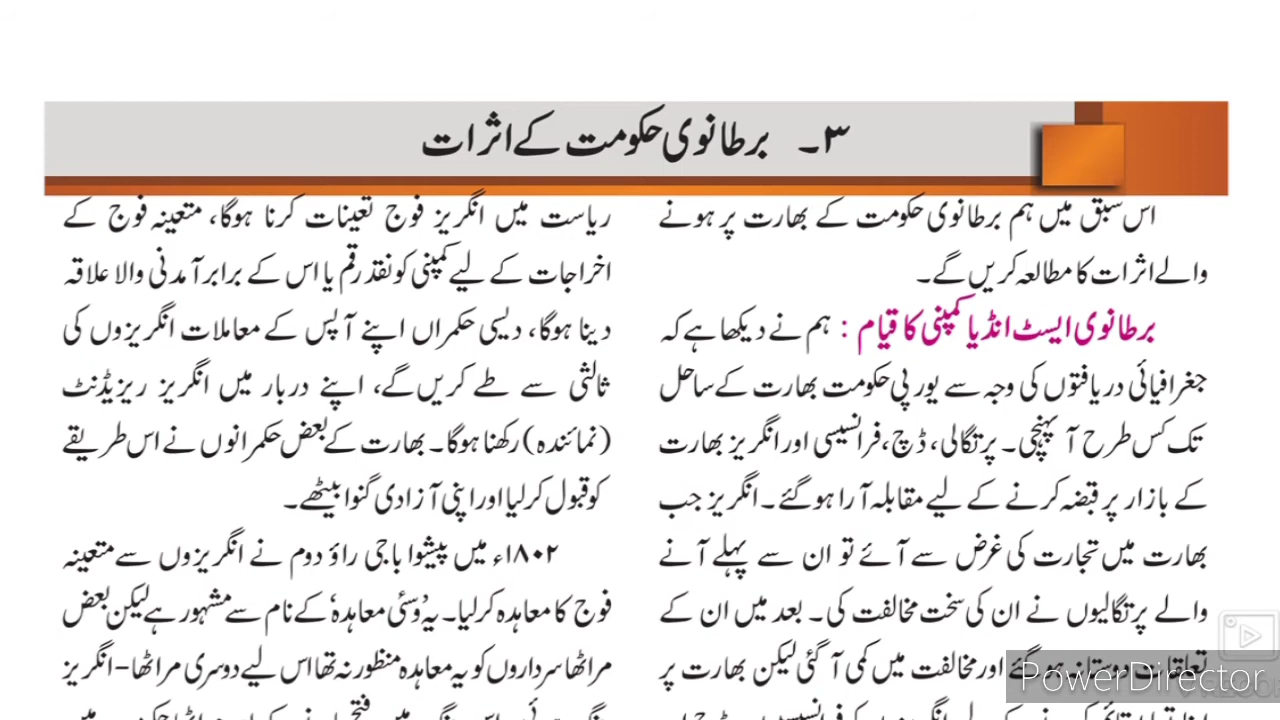 ۳۔ برطانوی حکومت کے اثرات
اس سبق میں ہم برطانوی حکومت کے بھارت پر ہونے
والے اثرات کا مطالعہ کریں گے۔
برطانوی ایسٹ انڈیا کمپنی کا قیام : ہم نے دیکھا ہے کہ
جغرافیائی دریافتوں کی وجہ سے یورپی حکومت بھارت کے ساحل
تک کس طرح آ پہنچی۔ پرتگالی، ڈچ، فرانسیسی اور انگریز بھارت
کے بازار پر قبضہ کرنے کے لیے مقابلہ آرا ہوگئے۔ انگریز جب
بھارت میں تجارت کی غرض سے آئے تو ان سے پہلے آنے
والے پرتگالیوں نے ان کی سخت مخالفت کی۔ بعد میں ان کے
تعلقات دوستانہ ہوگئے اور مخالفت میں کمی آگئی لیکن بھارت پر
ریاست میں انگریز فوج تعینات کرنا ہوگا، متعینہ فوج کے
اخراجات کے لیے کمپنی کو نقد رقم یا اس کے برابر آمدنی والا علاقہ
دینا ہوگا، دیسی حکمراں اپنے آپس کے معاملات انگریزوں کی
ثالثی سے طے کریں گے، اپنے دربار میں انگریز ریزیڈنٹ
(نمائندہ) رکھنا ہوگا۔ بھارت کے بعض حکمرانوں نے اس طریقے
کو قبول کرلیا اور اپنی آزادی گنوا بیٹھے۔
۱۸۰۲ء میں پیشوا باجی راؤ دوم نے انگریزوں سے متعینہ
فوج کا معاہدہ کرلیا۔ یہ ’وسئی معاہدہ‘ کے نام سے مشہور ہے لیکن بعض
مراٹھا سرداروں کو یہ معاہدہ منظور نہ تھا اس لیے دوسری مراٹھا-انگریز
PowerDirector